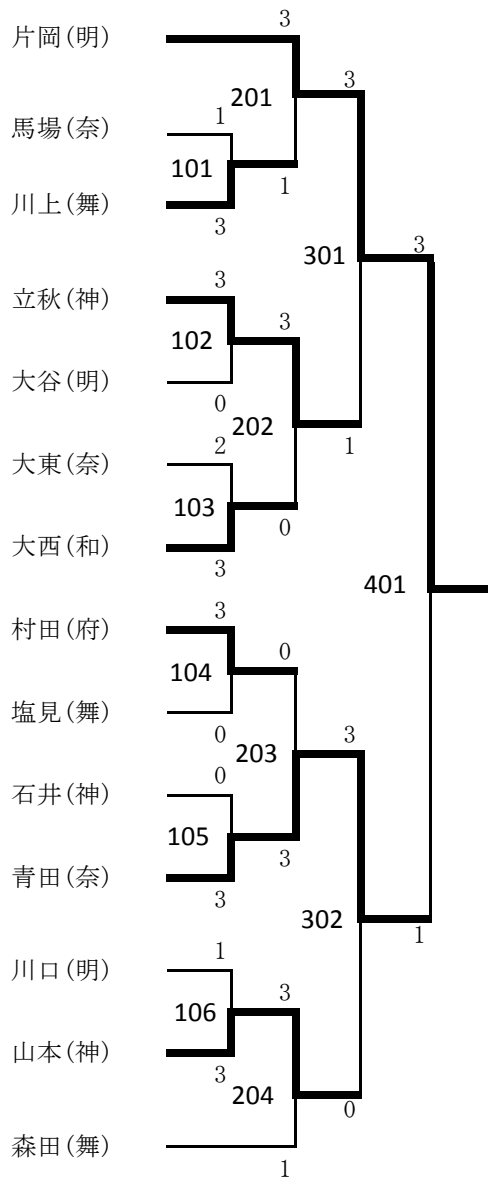 片岡(明)
3
3
201
馬場(奈)
1
101
川上(舞)
3
1
301
3
立秋(神)
3
3
102
大谷(明)
0
202
1
大東(奈)
2
103
0
大西(和)
3
401
村田(府)
3
0
104
塩見(舞)
0
203
3
石井(神)
0
105
3
青田(奈)
3
302
1
川口(明)
1
3
106
山本(神)
3
204
0
森田(舞)
1